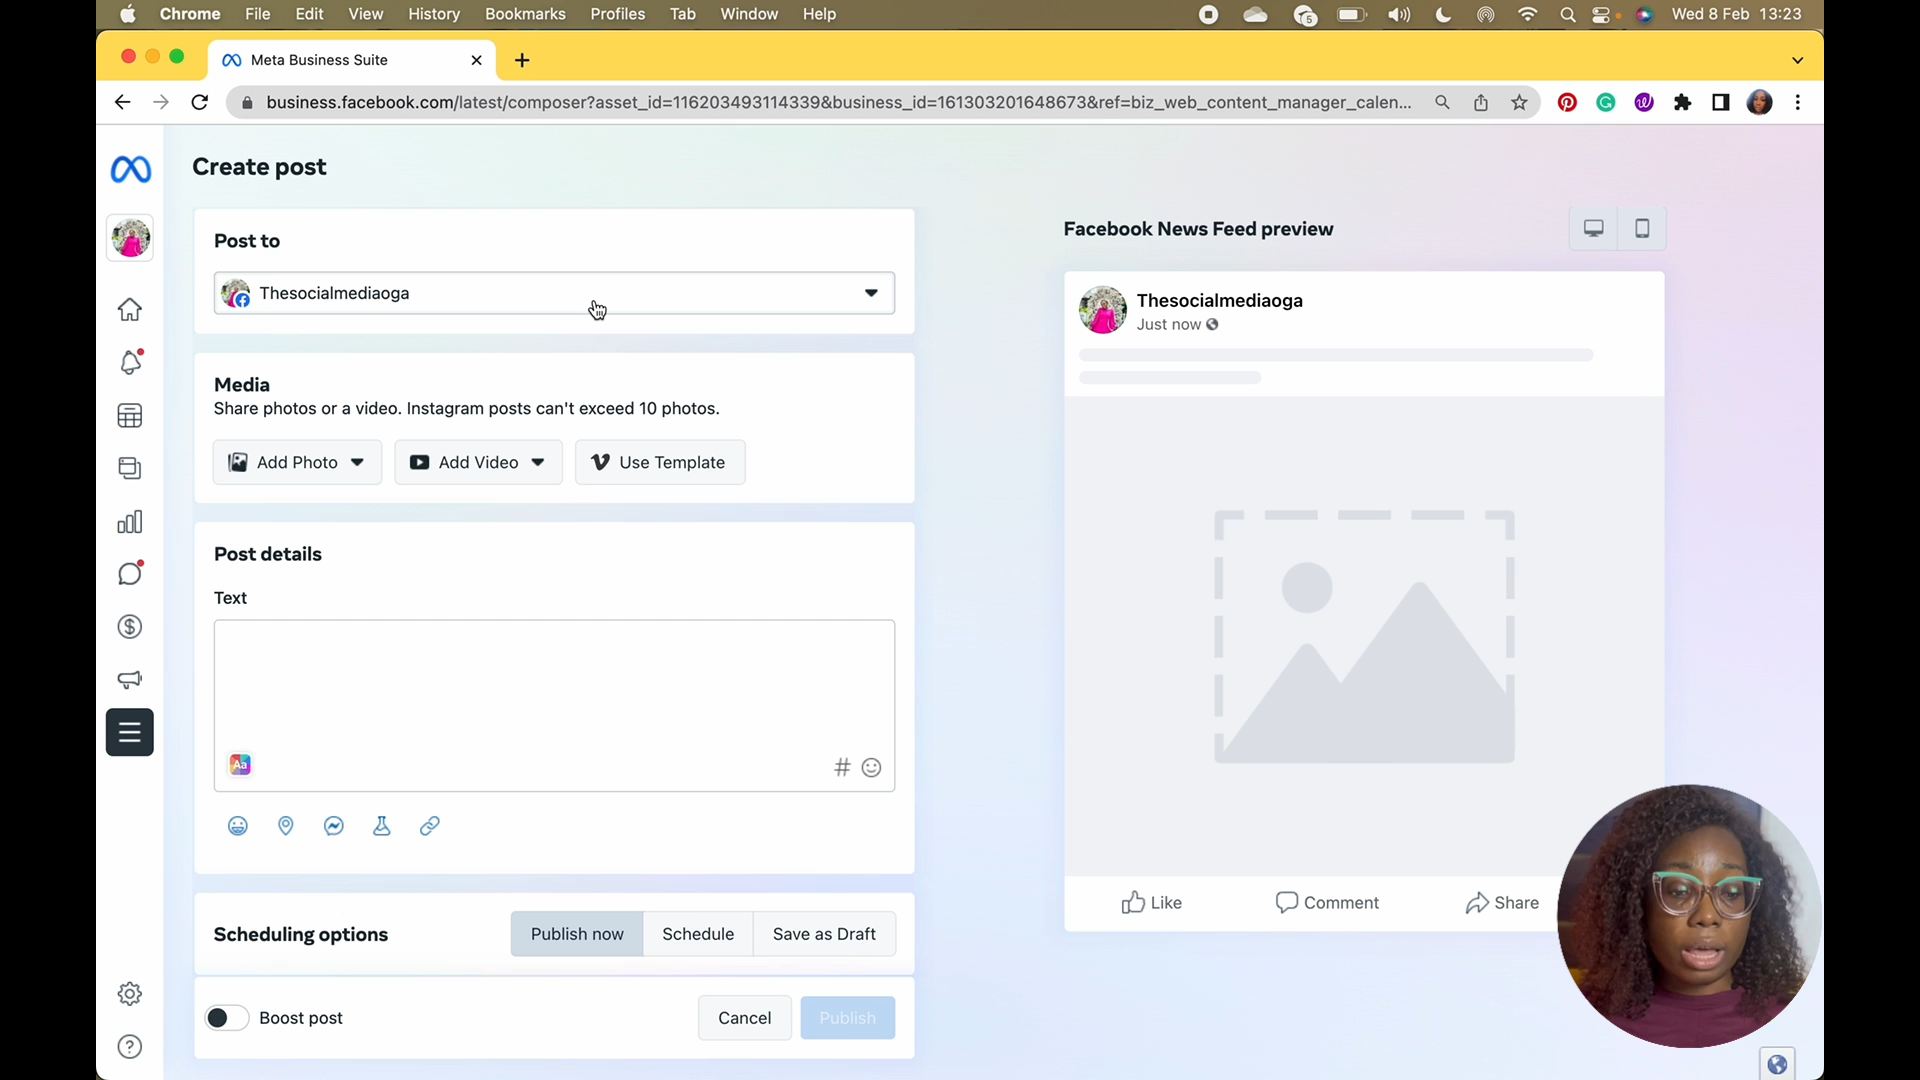 Chrome File Edit View History Bookmarks Profiles Tab Window Help
5
Wed 8 Feb 13:23
Meta Business Suite
business.facebook.com/latest/composer?asset_id=116203493114339&business_id=161303201648673&ref=biz_web_content_manager_calen...
Create post
Post to
Thesocialmediaoga
Media
Share photos or a video. Instagram posts can't exceed 10 photos.
Add Photo Add Video Use Template
Post details
Text
Aa
#
Scheduling options Publish now Schedule Save as Draft
Boost post Cancel Publish
Facebook News Feed preview
Thesocialmediaoga
Just now
Like Comment Share